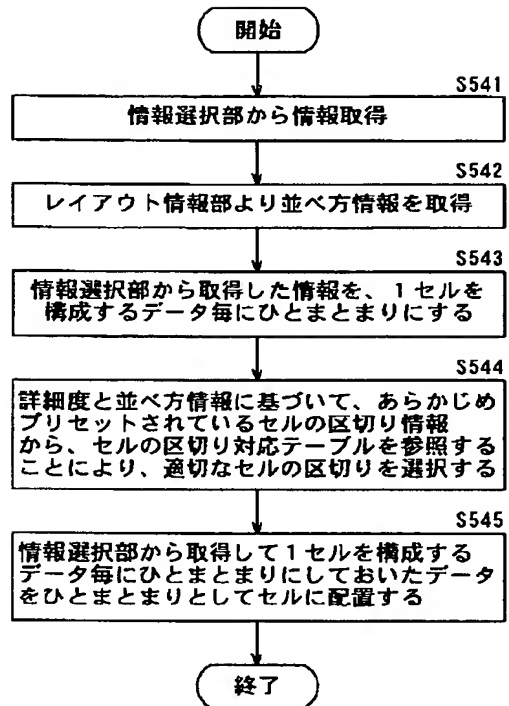 開始
S541
情報選択部から情報取得
S542
レイアウト情報部より並べ方情報を取得
S543
情報選択部から取得した情報を、1セルを
構成するデータ毎にひとまとまりにする
S544
詳細度と並べ方情報に基づいて、あらかじめ
プリセットされているセルの区切り情報
から、セルの区切り対応テーブルを参照する
ことにより、適切なセルの区切りを選択する
S545
情報選択部から取得して1セルを構成する
データ毎にひとまとまりにしておいたデータ
をひとまとまりとしてセルに配置する
終了